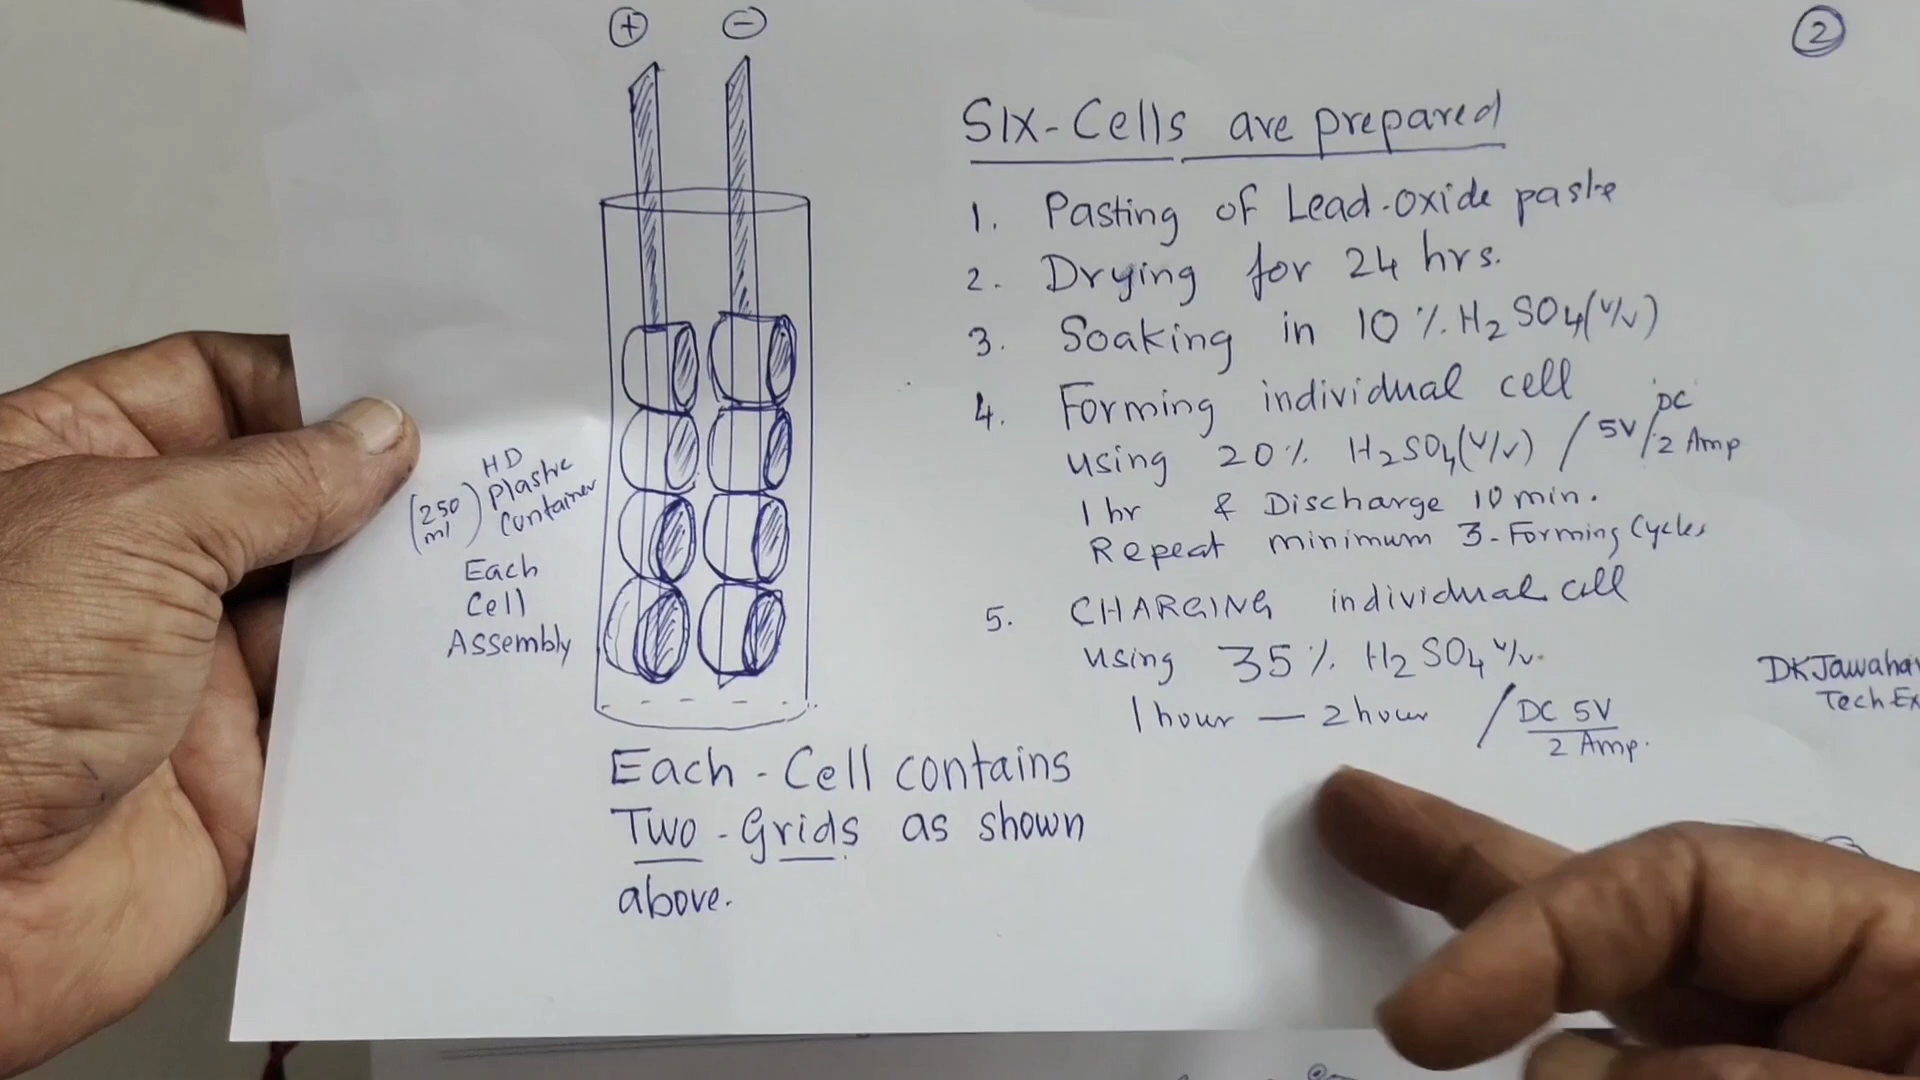 + -
2
SIX-Cells are prepared
1. Pasting of Lead-oxide paste
2. Drying for 24 hrs.
3. Soaking in 10 % H2SO4(v/v)
4. Forming individual cell
using 20% H2SO4(v/v) / 5V / DC 2 Amp
1 hr & Discharge 10 min.
Repeat minimum 3-Forming Cycles
5. CHARGING individual cell
using 35% H2SO4 v/v.
1 hour — 2 hour / DC 5V
2 Amp.
(250 ml) HD
Plastic
Container
Each
Cell
Assembly
Each-Cell contains
Two-Grids as shown
above.
DKJawahar
Tech Ex